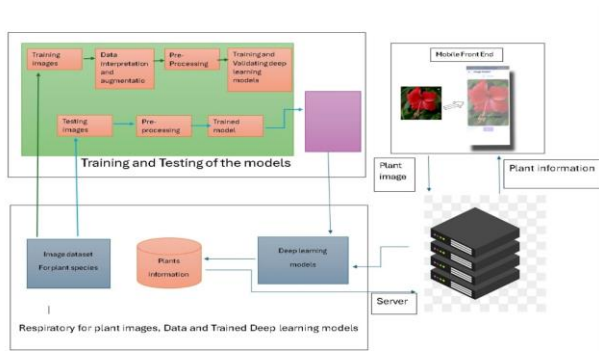 Training
images
Data
interpretation
and
augmentatio
Pre-
Processing
Training and
Validating deep
learning
models
Testing
images
Pre-
processing
Trained
model
Training and Testing of the models
Mobile Front End
Plant
image
Plant information
Image dataset
For plant species
Plants
information
Deep learning
models
Server
Respiratory for plant images, Data and Trained Deep learning models